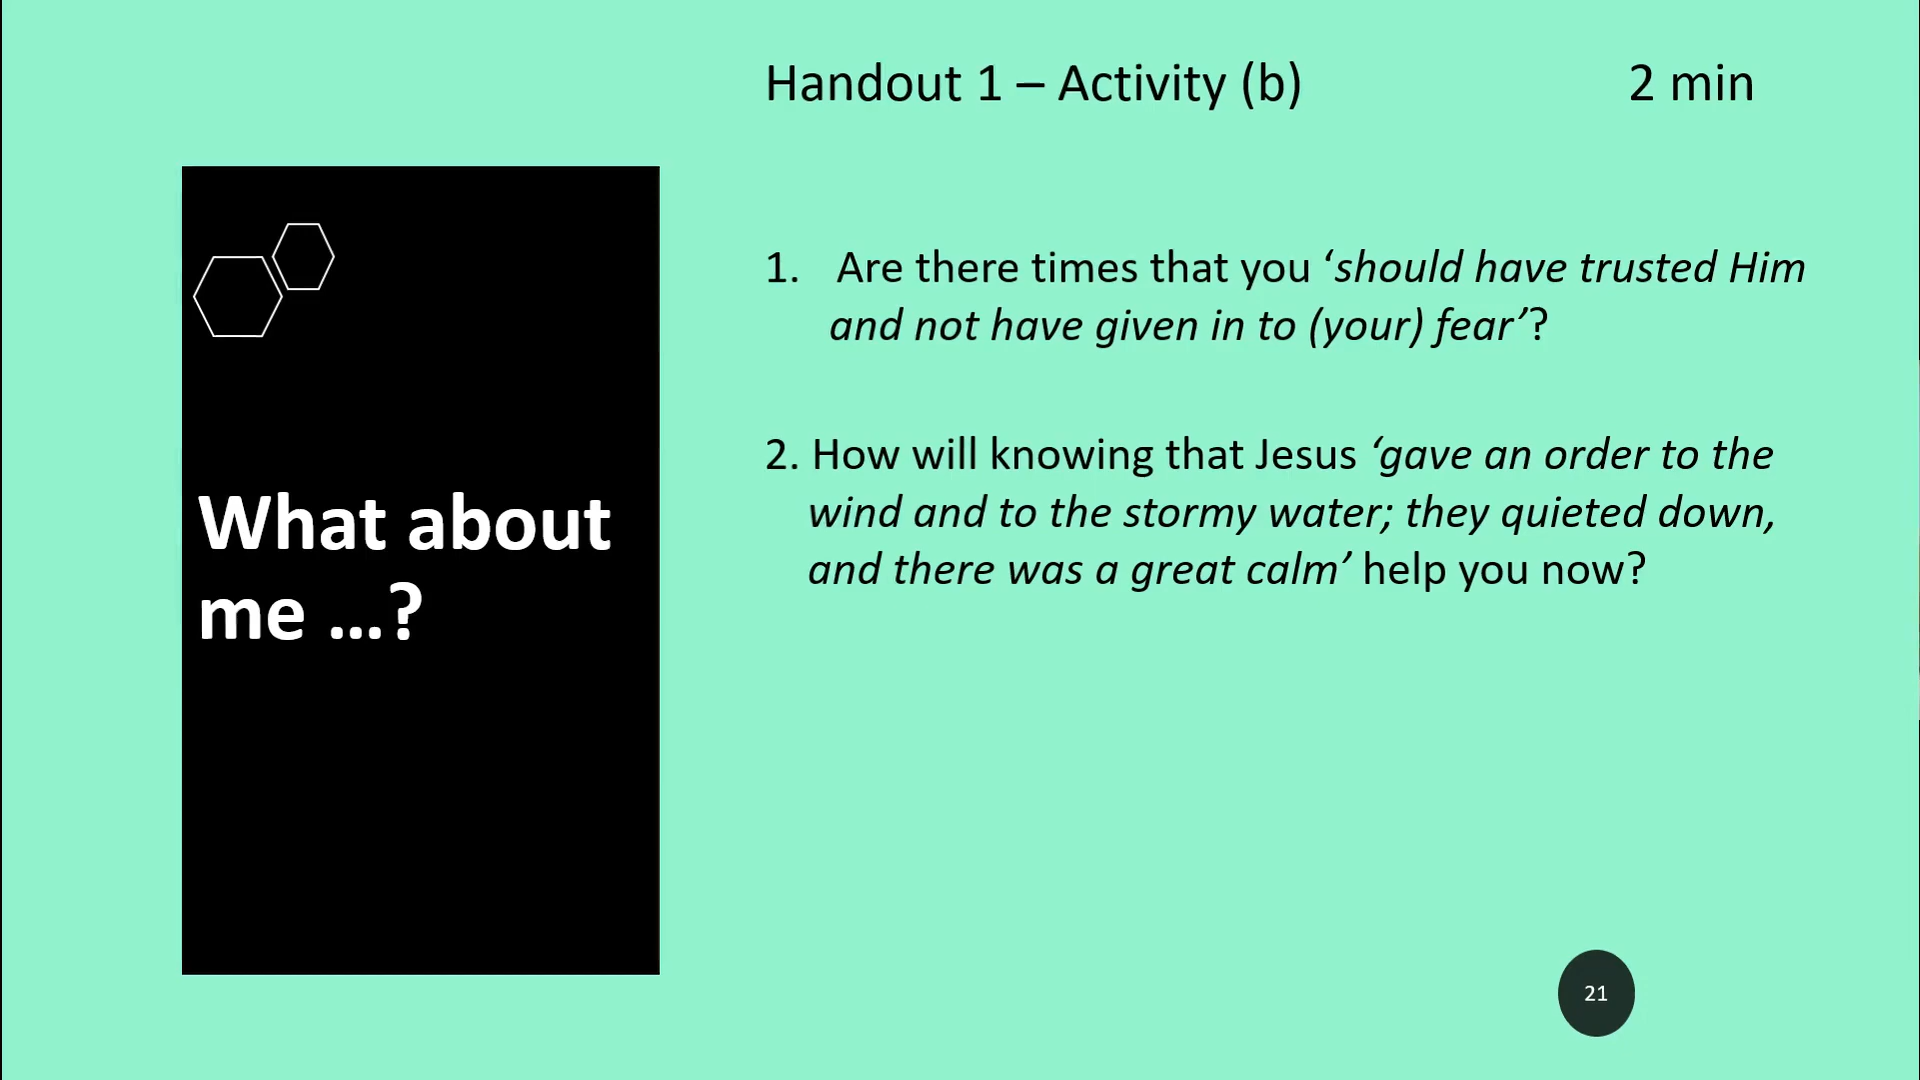 Handout 1 – Activity (b) 2 min
What about
me ...?
1. Are there times that you ‘should have trusted Him
and not have given in to (your) fear’?
2. How will knowing that Jesus ‘gave an order to the
wind and to the stormy water; they quieted down,
and there was a great calm’ help you now?
21